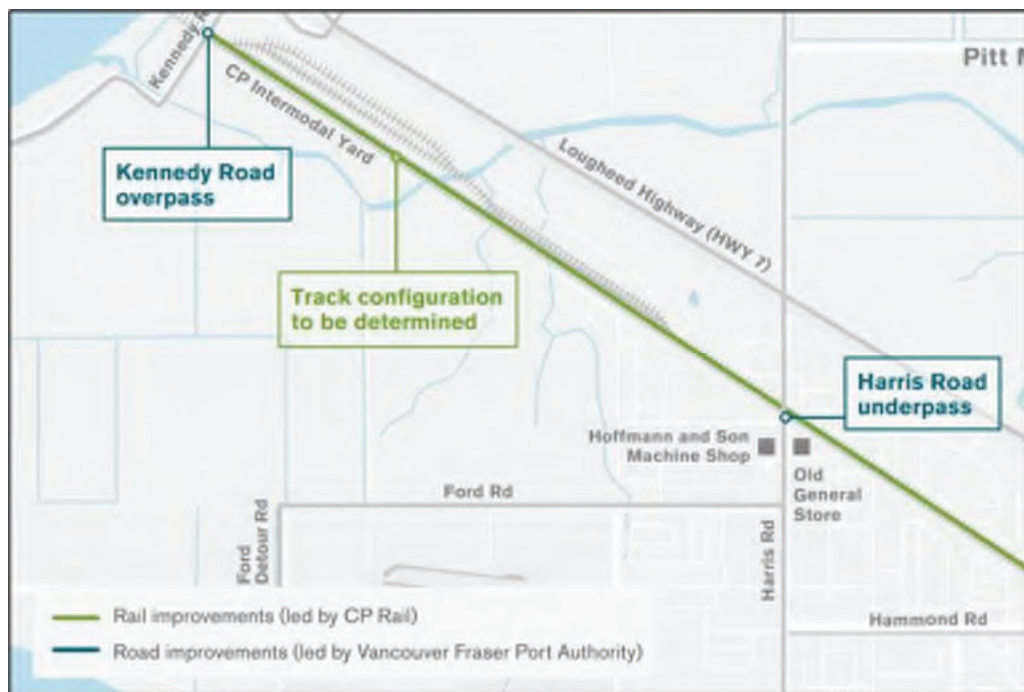 Kennedy R
Pitt M
CP Intermodal Yard
Lougheed Highway (HWY 7)
Kennedy Road
overpass
Track configuration
to be determined
Harris Road
underpass
Hoffmann and Son
Machine Shop
Old
General
Store
Ford Rd
Ford
Detour Rd
Harris Rd
Hammond Rd
Rail improvements (led by CP Rail)
Road improvements (led by Vancouver Fraser Port Authority)